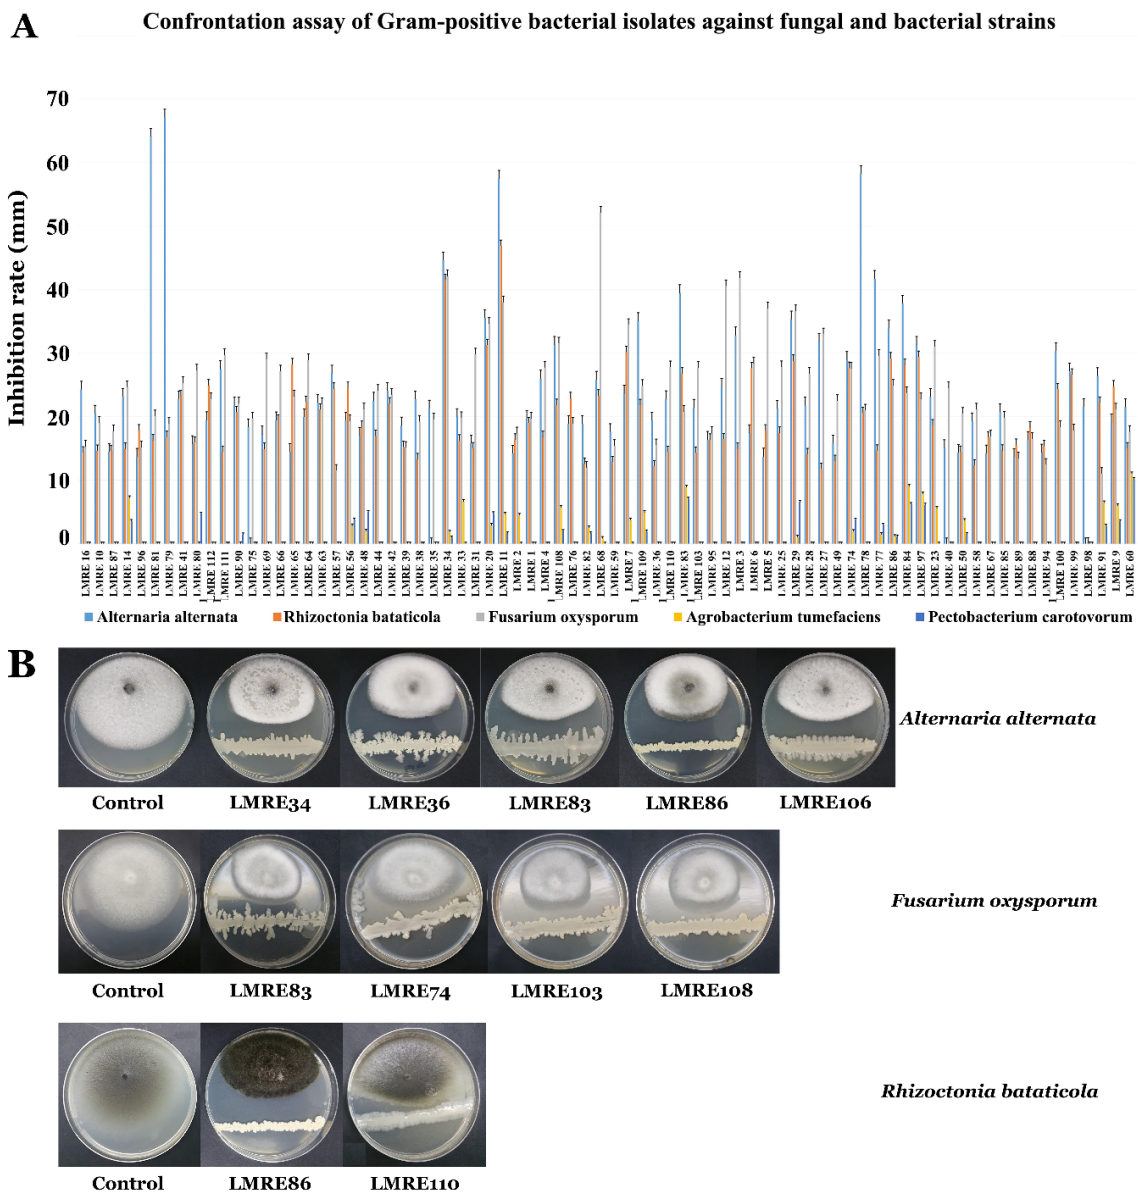 A
Confrontation assay of Gram-positive bacterial isolates against fungal and bacterial strains
Inhibition rate (mm)
70
60
50
40
30
20
10
0
LMRE 16
LMRE 10
LMRE 87
LMRE 14
LMRE 96
LMRE 81
LMRE 79
LMRE 41
LMRE 80
LMRE 112
LMRE 111
LMRE 90
LMRE 75
LMRE 69
LMRE 66
LMRE 65
LMRE 64
LMRE 63
LMRE 57
LMRE 56
LMRE 48
LMRE 44
LMRE 42
LMRE 39
LMRE 38
LMRE 35
LMRE 34
LMRE 33
LMRE 31
LMRE 20
LMRE 11
LMRE 2
LMRE 1
LMRE 4
LMRE 108
LMRE 76
LMRE 82
LMRE 68
LMRE 59
LMRE 7
LMRE 109
LMRE 36
LMRE 110
LMRE 83
LMRE 103
LMRE 95
LMRE 12
LMRE 3
LMRE 6
LMRE 5
LMRE 25
LMRE 29
LMRE 28
LMRE 27
LMRE 49
LMRE 74
LMRE 78
LMRE 77
LMRE 86
LMRE 84
LMRE 97
LMRE 23
LMRE 40
LMRE 50
LMRE 58
LMRE 67
LMRE 85
LMRE 89
LMRE 88
LMRE 94
LMRE 100
LMRE 99
LMRE 98
LMRE 91
LMRE 9
LMRE 60
Alternaria alternata
Rhizoctonia bataticola
Fusarium oxysporum
Agrobacterium tumefaciens
Pectobacterium carotovorum
B
Alternaria alternata
Control
LMRE34
LMRE36
LMRE83
LMRE86
LMRE106
Fusarium oxysporum
Control
LMRE83
LMRE74
LMRE103
LMRE108
Rhizoctonia bataticola
Control
LMRE86
LMRE110